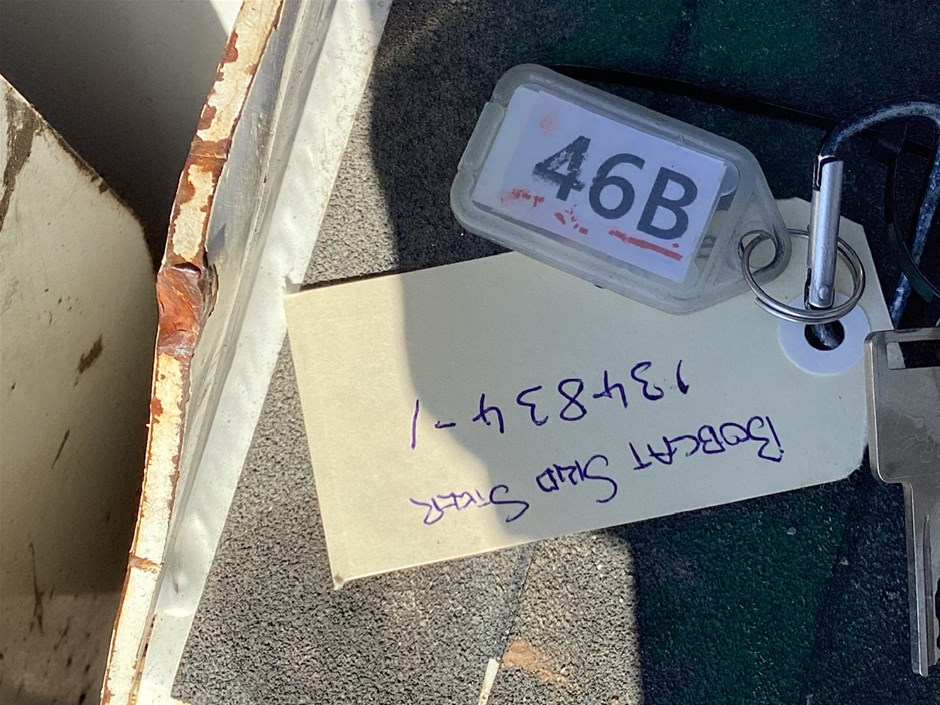 46B
BOBCAT SKID STEER
134834-1